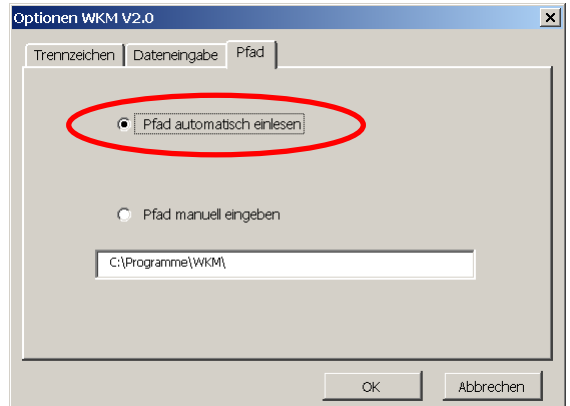 Optionen WKM V2.0
Trennzeichen Dateneingabe Pfad
Pfad automatisch einlesen
Pfad manuell eingeben
C:\Programme\WKM\
OK Abbrechen